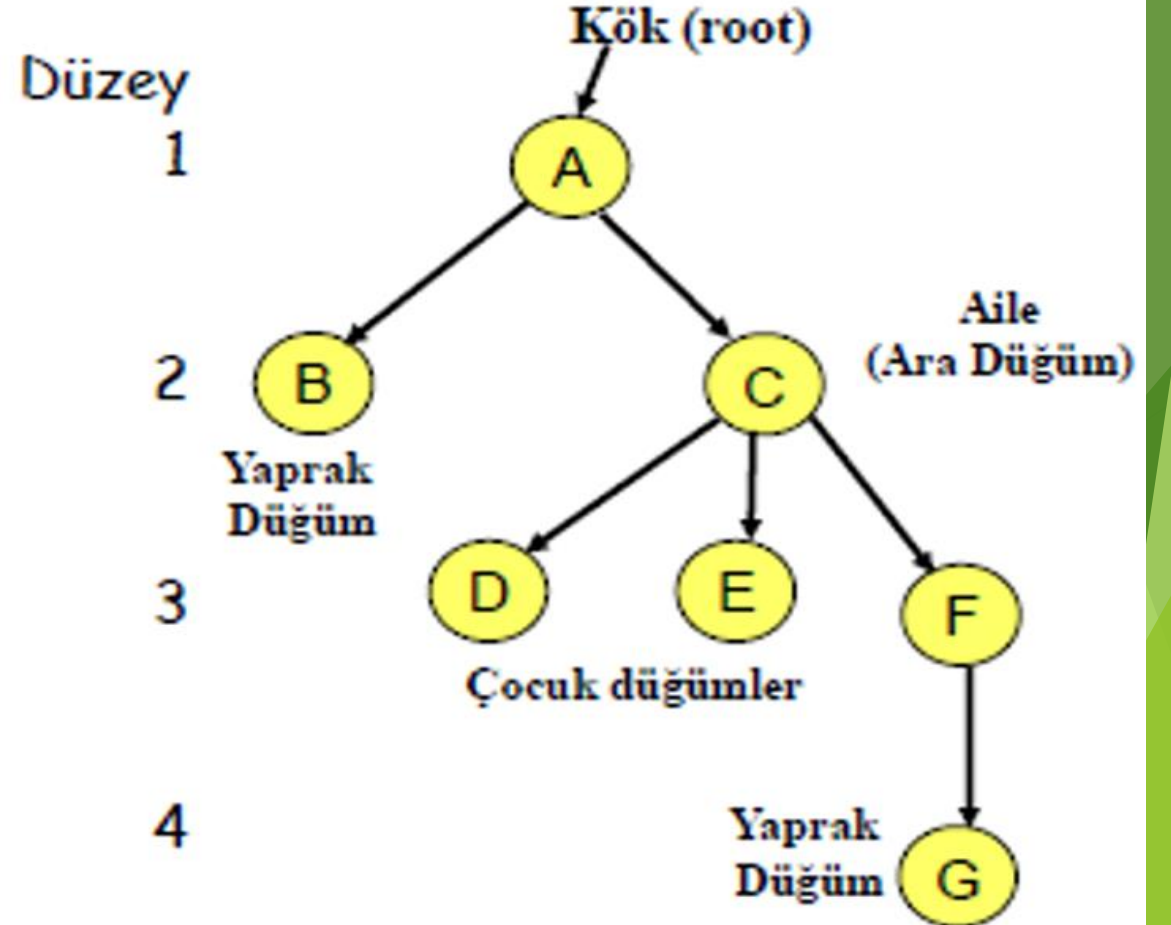 Kök (root)
Düzey
1
A
2
B
C
Aile
(Ara Düğüm)
Yaprak
Düğüm
3
D
E
F
Çocuk düğümler
4
Yaprak
Düğüm
G